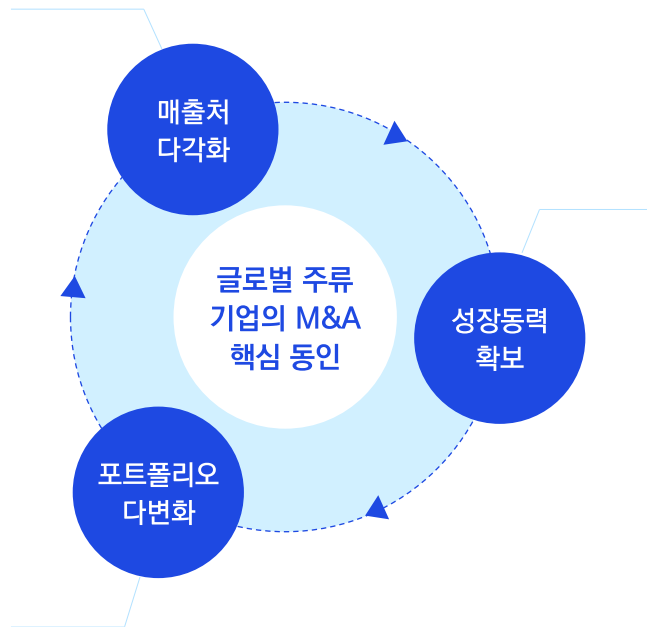 매출처
다각화
글로벌 주류
기업의 M&A
핵심 동인
성장동력
확보
포트폴리오
다변화